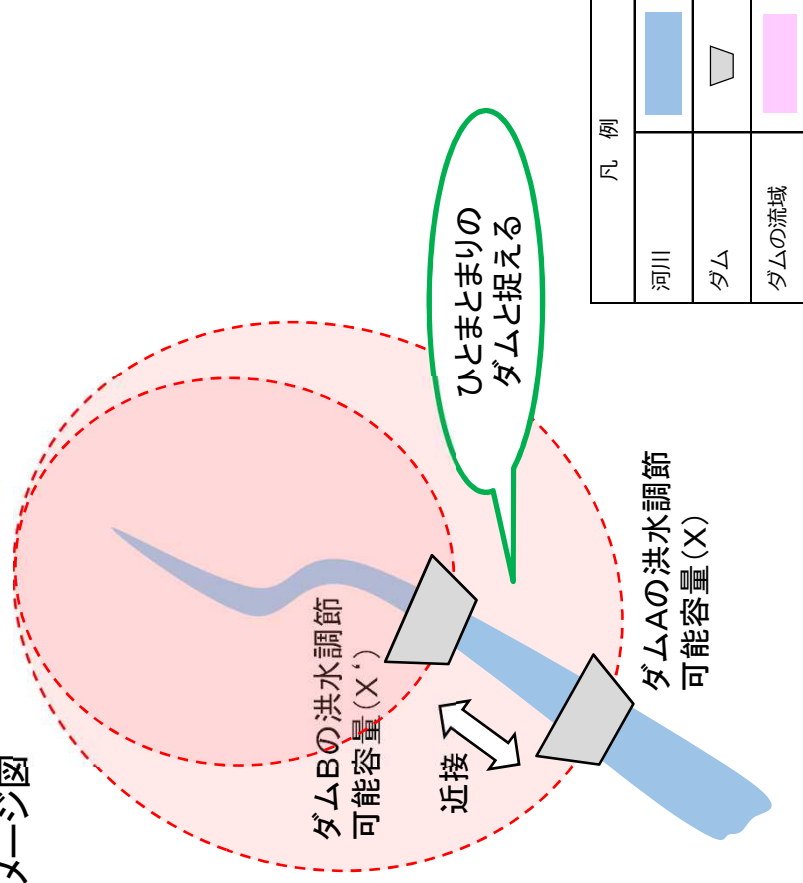 メージ図
ダムBの洪水調節
可能容量(X‘)
近接
ひとまとまりの
ダムと捉える
ダムAの洪水調節
可能容量(X)
凡 例
河川
ダム
ダムの流域